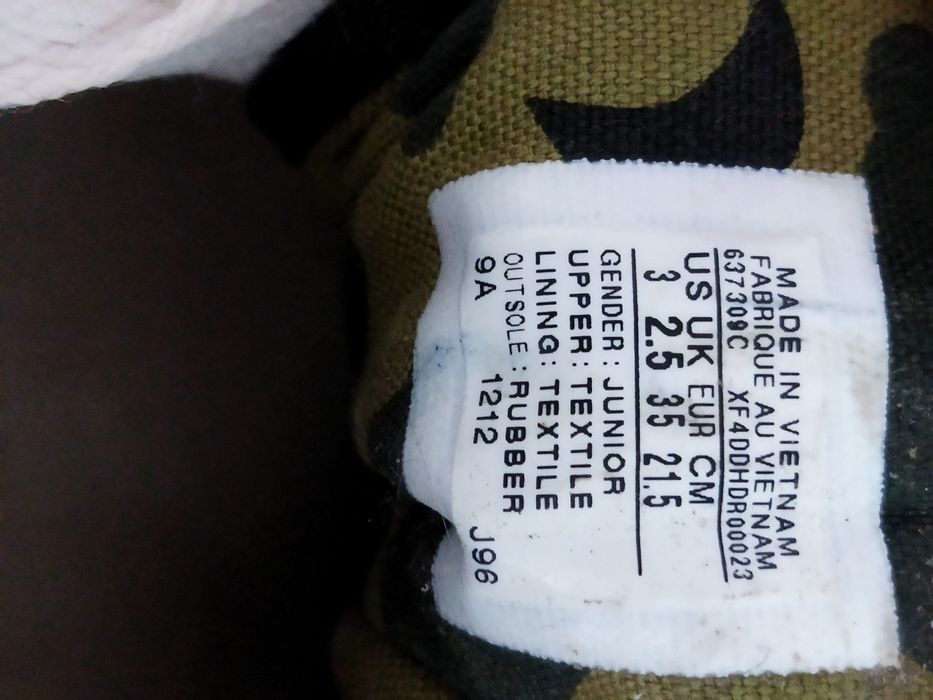 MADE IN VIETNAM
FABRIQUE AU VIETNAM
637309C XF4DDHDR00023
US UK EUR CM
3 2.5 35 21.5
GENDER: JUNIOR
UPPER: TEXTILE
LINING: TEXTILE
OUTSOLE: RUBBER
9A 1212 J96